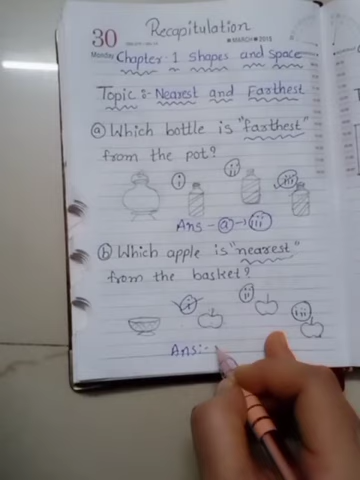 Recapitulation
30
MARCH 2015
Monday
Chapter 1 Shapes and Space
Topic :- Nearest and Farthest
(a) Which bottle is "farthest"
from the pot?
(i) (ii) (iii)
Ans - (a) → (iii)
(b) Which apple is "nearest"
from the basket?
(i) (ii) (iii)
Ans :-